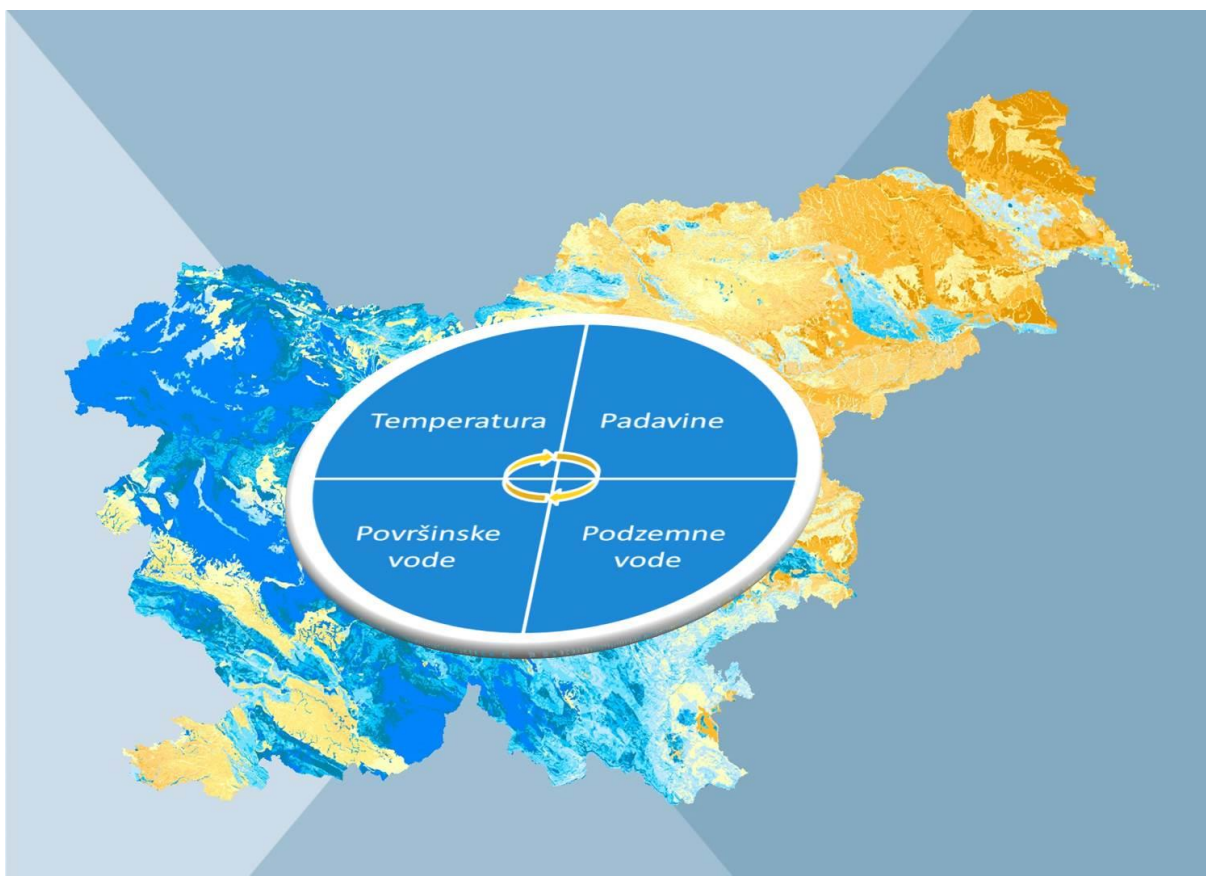 Temperatura
Padavine
Površinske
vode
Podzemne
vode